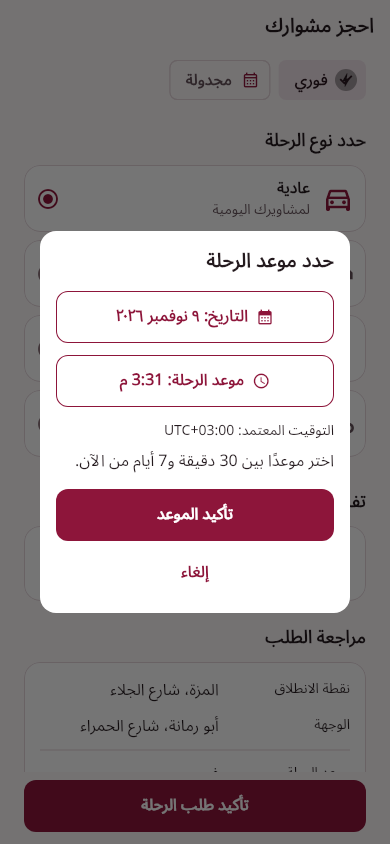 احجز مشوارك
فوري
مجدولة
حدد نوع الرحلة
عادية
لمشاويرك اليومية
حدد موعد الرحلة
التاريخ: ٩ نوفمبر ٢٠٢٦
موعد الرحلة: 3:31 م
التوقيت المعتمد: UTC+03:00
اختر موعدًا بين 30 دقيقة و7 أيام من الآن.
تأكيد الموعد
إلغاء
مراجعة الطلب
نقطة الانطلاق
المزة، شارع الجلاء
الوجهة
أبو رمانة، شارع الحمراء
تأكيد طلب الرحلة